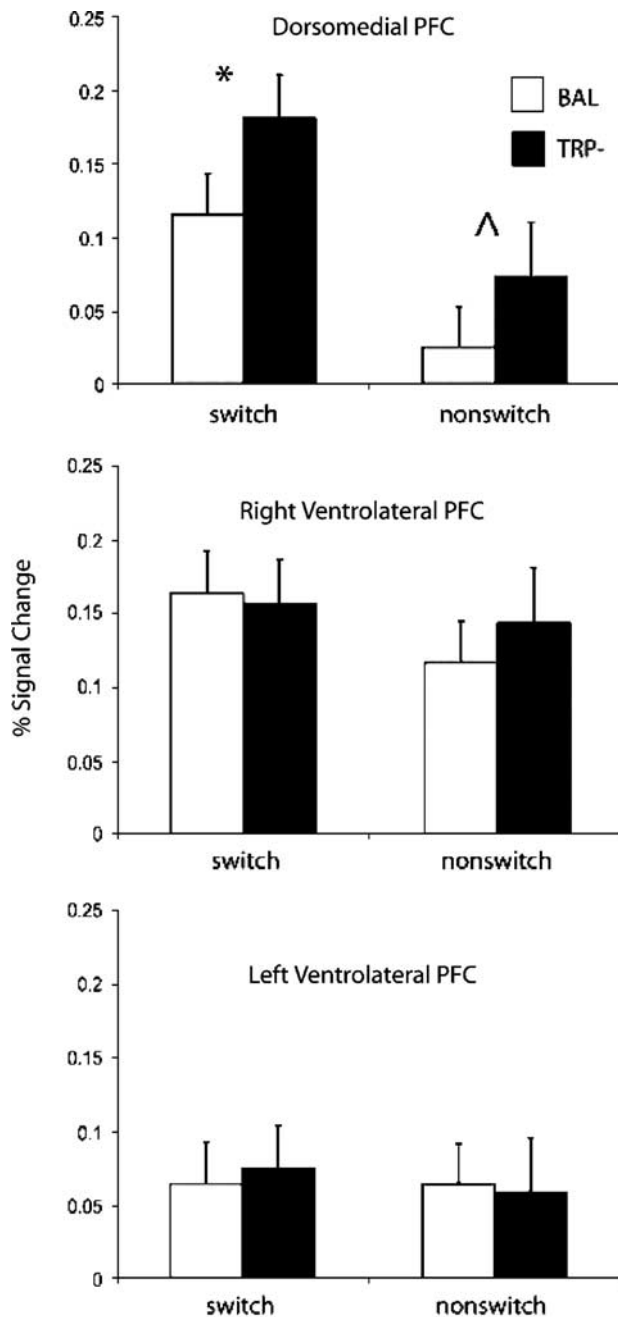 Dorsomedial PFC
0.25
0.2
0.15
0.1
0.05
0
*
^
BAL
TRP-
switch nonswitch
% Signal Change
Right Ventrolateral PFC
0.25
0.2
0.15
0.1
0.05
0
switch nonswitch
Left Ventrolateral PFC
0.25
0.2
0.15
0.1
0.05
0
switch nonswitch